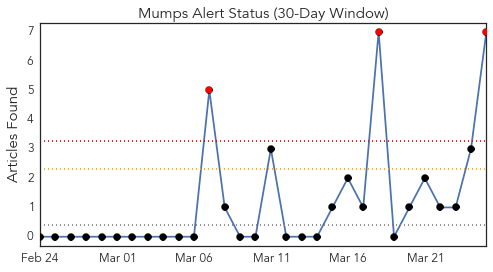 Mumps Alert Status (30-Day Window)
Articles Found
7
6
5
4
3
2
1
0
Feb 24
Mar 01
Mar 06
Mar 11
Mar 16
Mar 21